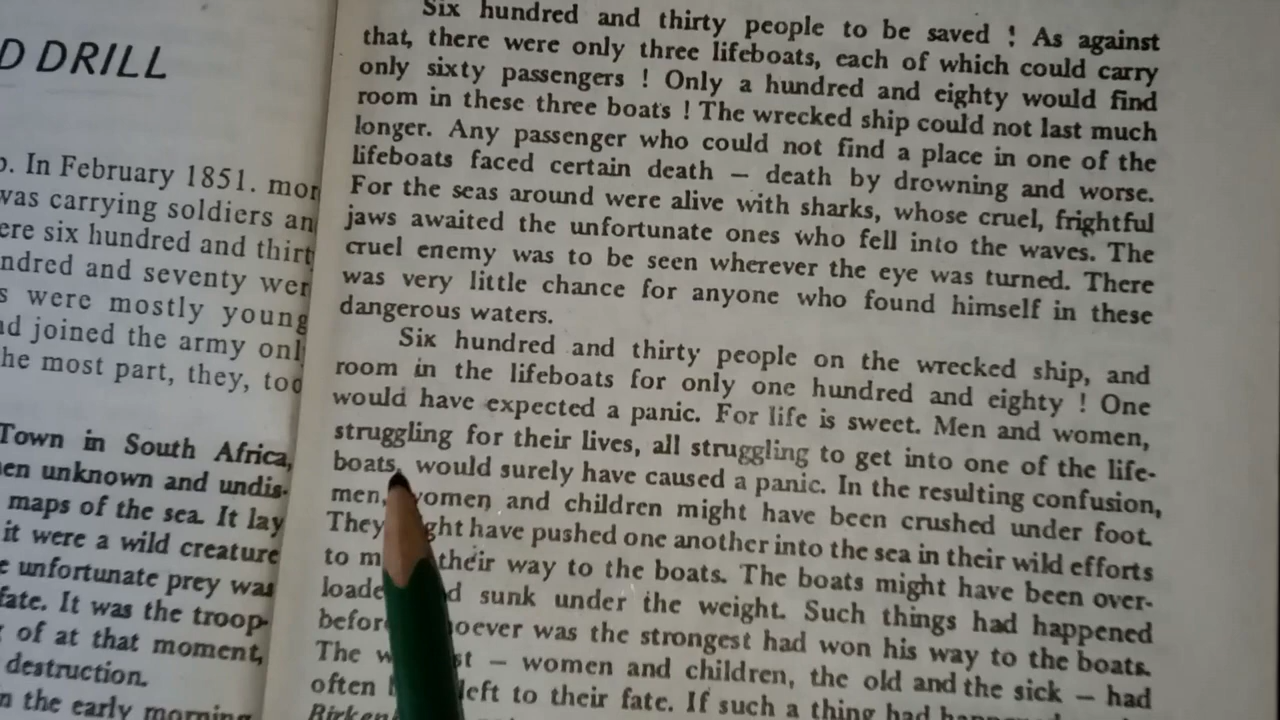 D DRILL
In February 1851. mor
was carrying soldiers an
ere six hundred and thirt
ndred and seventy wer
s were mostly young
nd joined the army onl
he most part, they, too
Town in South Africa,
en unknown and undis-
maps of the sea. It lay
it were a wild creature
e unfortunate prey was
fate. It was the troop-
of at that moment,
destruction.
n the early morning
Six hundred and thirty people to be saved ! As against
that, there were only three lifeboats, each of which could carry
only sixty passengers ! Only a hundred and eighty would find
room in these three boats ! The wrecked ship could not last much
longer. Any passenger who could not find a place in one of the
lifeboats faced certain death — death by drowning and worse.
For the seas around were alive with sharks, whose cruel, frightful
jaws awaited the unfortunate ones who fell into the waves. The
cruel enemy was to be seen wherever the eye was turned. There
was very little chance for anyone who found himself in these
dangerous waters.
Six hundred and thirty people on the wrecked ship, and
room in the lifeboats for only one hundred and eighty ! One
would have expected a panic. For life is sweet. Men and women,
struggling for their lives, all struggling to get into one of the life-
boats, would surely have caused a panic. In the resulting confusion,
men, women, and children might have been crushed under foot.
They ght have pushed one another into the sea in their wild efforts
to m their way to the boats. The boats might have been over-
loade d sunk under the weight. Such things had happened
befor oever was the strongest had won his way to the boats.
The w st — women and children, the old and the sick — had
often left to their fate. If such a thing had
Birken